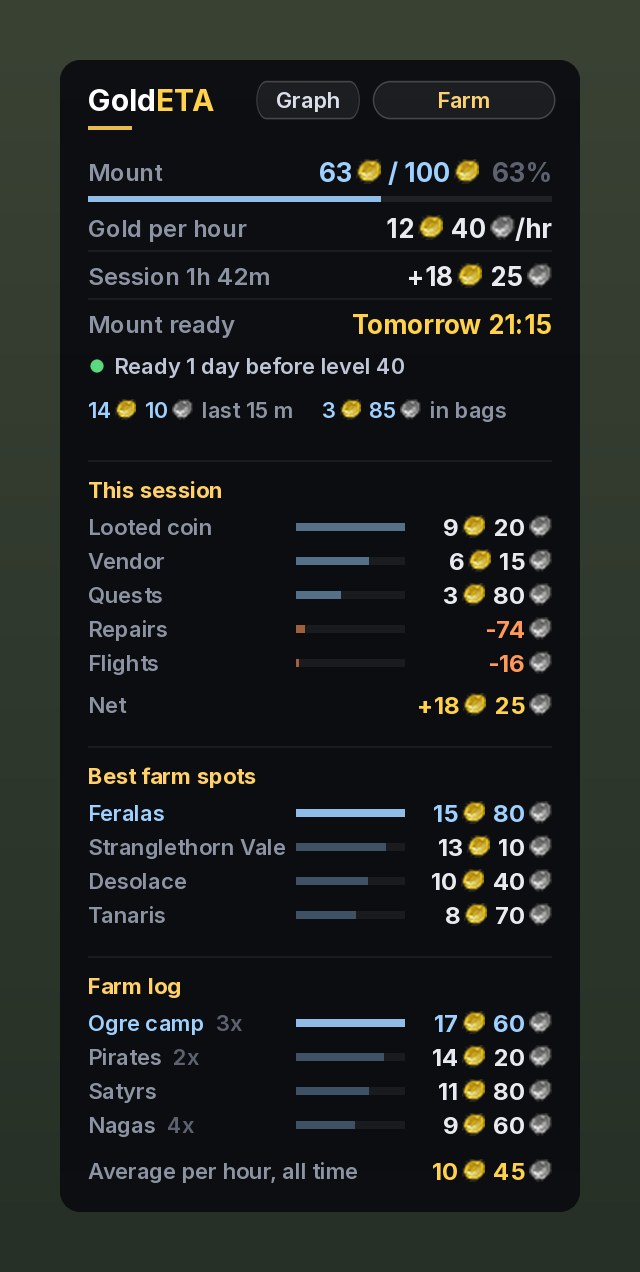 GoldETA Graph Farm
Mount 63 / 100 63%
Gold per hour 12 40 /hr
Session 1h 42m +18 25
Mount ready Tomorrow 21:15
Ready 1 day before level 40
14 10 last 15 m 3 85 in bags
This session
Looted coin 9 20
Vendor 6 15
Quests 3 80
Repairs -74
Flights -16
Net +18 25
Best farm spots
Feralas 15 80
Stranglethorn Vale 13 10
Desolace 10 40
Tanaris 8 70
Farm log
Ogre camp 3x 17 60
Pirates 2x 14 20
Satyrs 11 80
Nagas 4x 9 60
Average per hour, all time 10 45